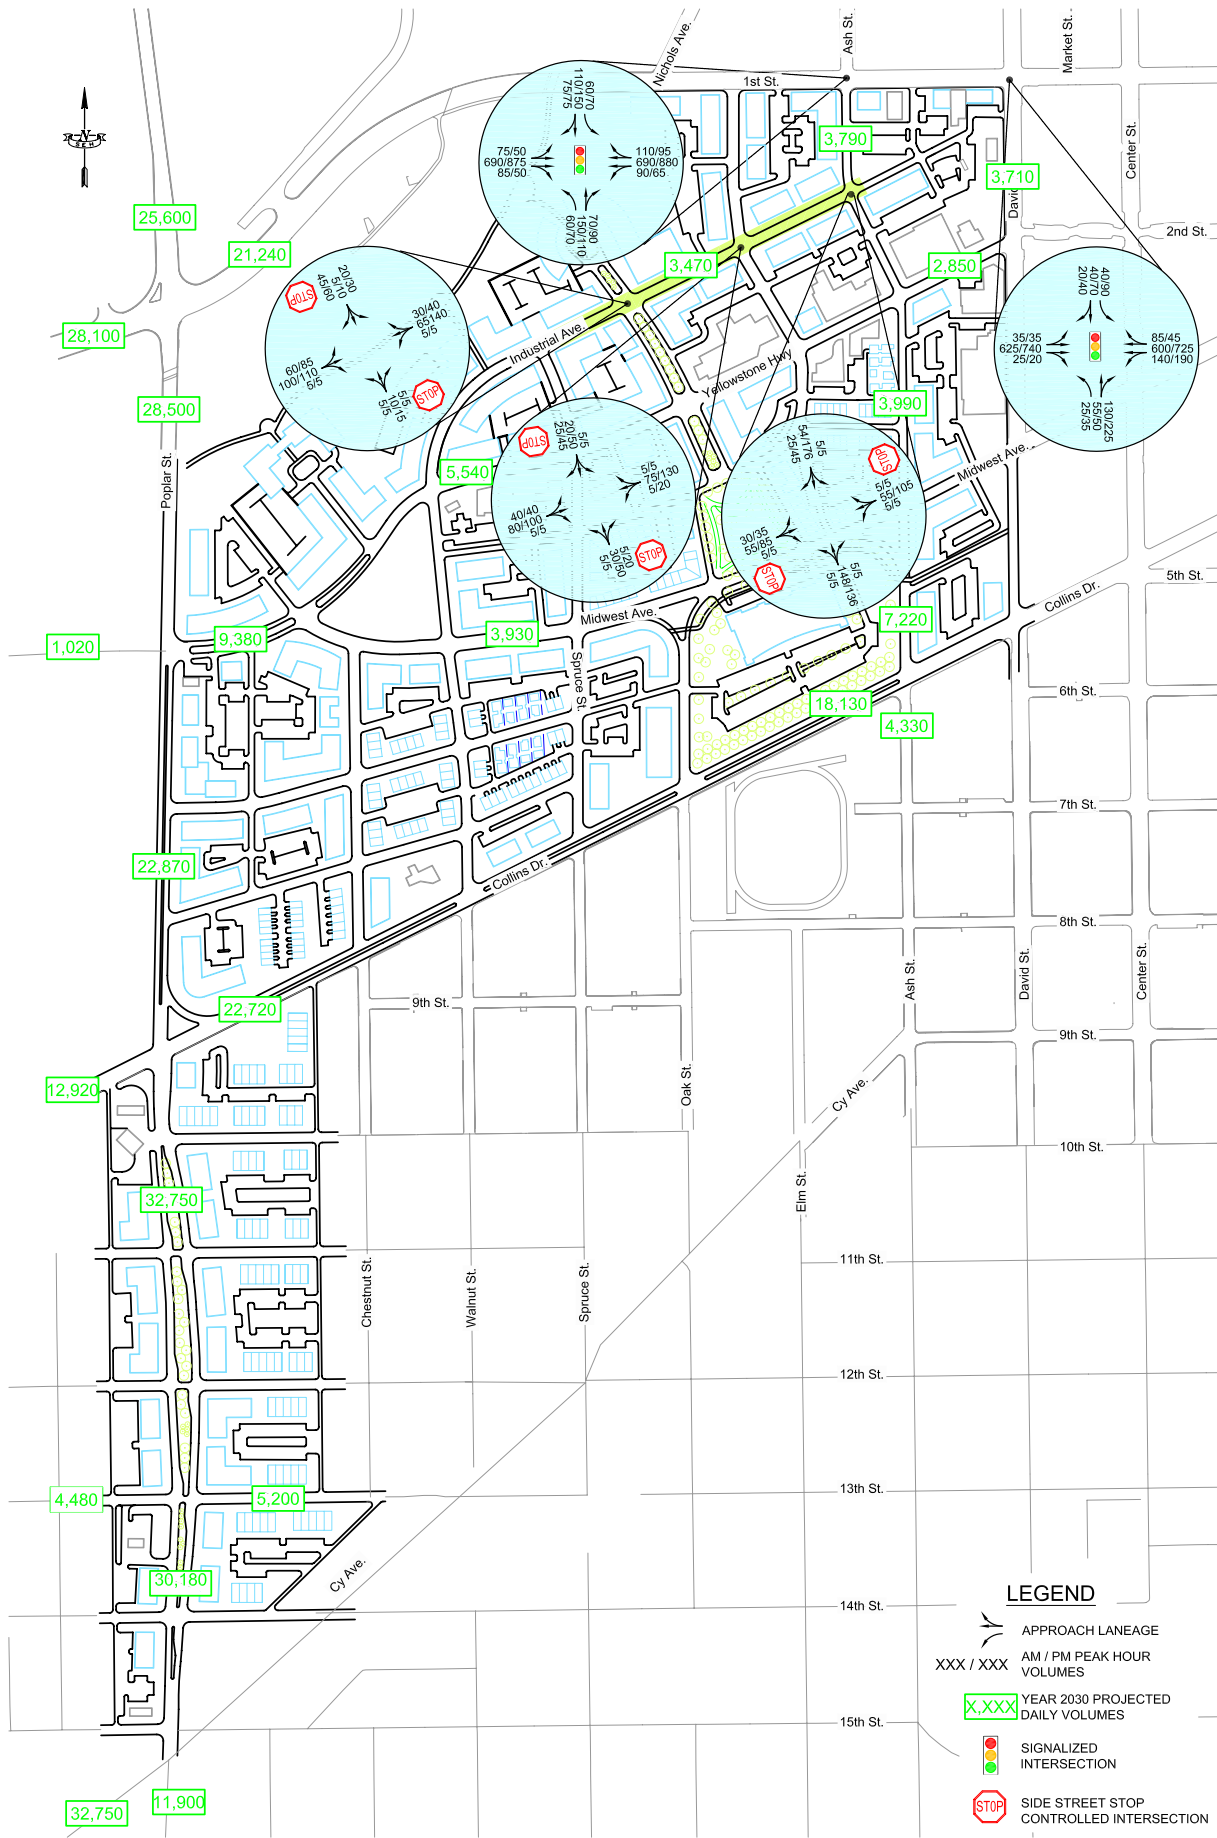 Nichols Ave.
Ash St.
Market St.
1st St.
Center St.
N
SEH
60/70
110/150
75/75
75/50
690/875
85/50
110/95
690/880
90/65
70/90
150/110
60/70
3,790
3,710
David
25,600
21,240
2nd St.
3,470
2,850
28,100
20/30
5/10
45/60
STOP
30/40
65140
5/5
60/85
100/110
5/5
5/5
10/15
5/5
STOP
Industrial Ave.
40/90
40/70
20/40
35/35
625/740
25/20
85/45
600/725
140/190
130/225
55/50
25/35
Yellowstone Hwy
28,500
3,990
Poplar St.
5,540
STOP
5/5
20/50
25/45
5/5
75/130
5/20
40/40
80/100
5/5
5/20
30/50
5/5
STOP
5/5
54/176
25/45
STOP
5/5
55/105
5/5
30/35
55/85
5/5
5/5
148/136
5/5
STOP
Midwest Ave.
5th St.
Collins Dr.
Midwest Ave.
7,220
1,020
9,380
3,930
Spruce St.
6th St.
18,130
4,330
7th St.
22,870
Collins Dr.
8th St.
Ash St.
David St.
Center St.
22,720
9th St.
9th St.
12,920
Oak St.
Cy Ave.
10th St.
32,750
Elm St.
11th St.
Chestnut St.
Walnut St.
Spruce St.
12th St.
4,480
5,200
13th St.
30,180
Cy Ave.
14th St.
LEGEND
APPROACH LANEAGE
XXX / XXX AM / PM PEAK HOUR
VOLUMES
X,XXX YEAR 2030 PROJECTED
DAILY VOLUMES
15th St.
SIGNALIZED
INTERSECTION
STOP SIDE STREET STOP
CONTROLLED INTERSECTION
32,750
11,900